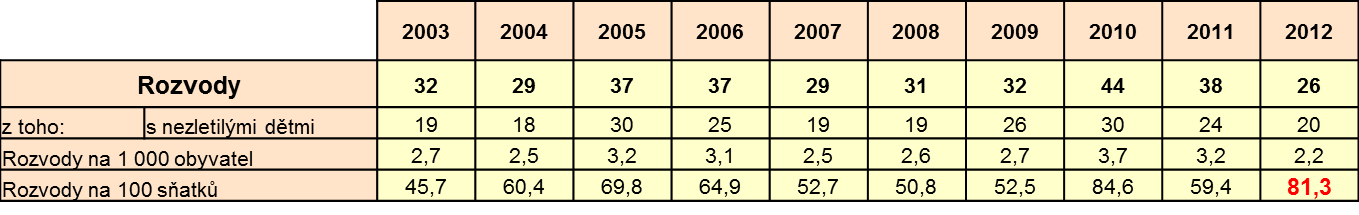 2003 2004 2005 2006 2007 2008 2009 2010 2011 2012
Rozvody 32 29 37 37 29 31 32 44 38 26
z toho: s nezletilými dětmi 19 18 30 25 19 19 26 30 24 20
Rozvody na 1 000 obyvatel 2,7 2,5 3,2 3,1 2,5 2,6 2,7 3,7 3,2 2,2
Rozvody na 100 sňatků 45,7 60,4 69,8 64,9 52,7 50,8 52,5 84,6 59,4 81,3